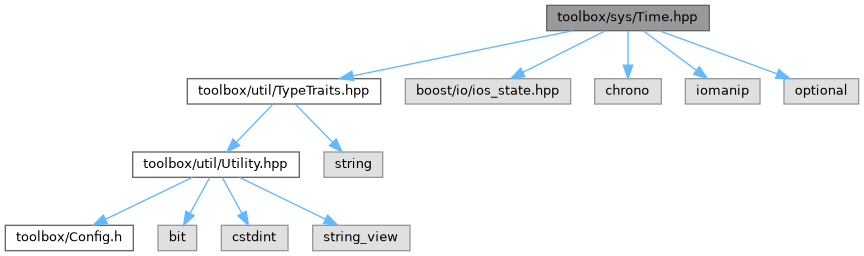 toolbox/sys/Time.hpp
toolbox/util/TypeTraits.hpp
boost/io/ios_state.hpp
chrono
iomanip
optional
toolbox/util/Utility.hpp
string
toolbox/Config.h
bit
cstdint
string_view